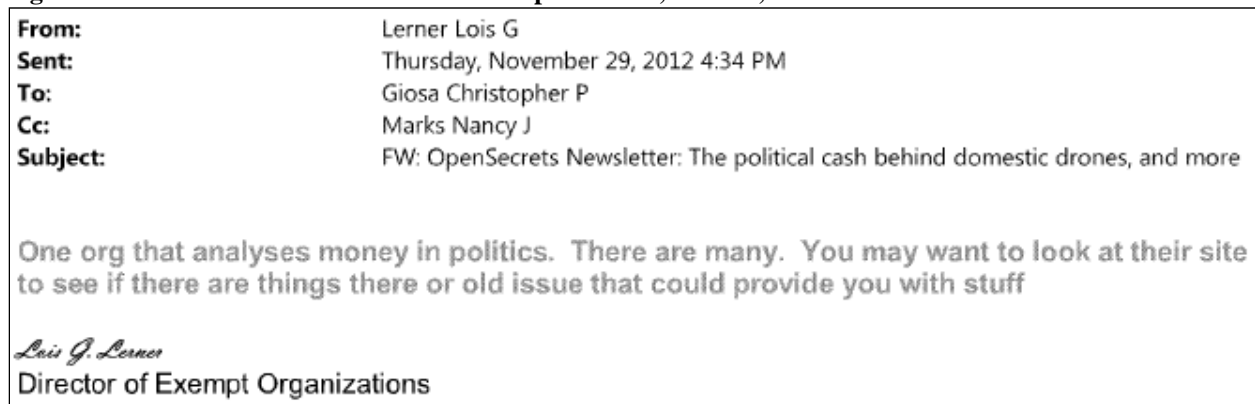 From: Lerner Lois G
Sent: Thursday, November 29, 2012 4:34 PM
To: Giosa Christopher P
Cc: Marks Nancy J
Subject: FW: OpenSecrets Newsletter: The political cash behind domestic drones, and more
One org that analyses money in politics. There are many. You may want to look at their site
to see if there are things there or old issue that could provide you with stuff
Lois G. Lerner
Director of Exempt Organizations